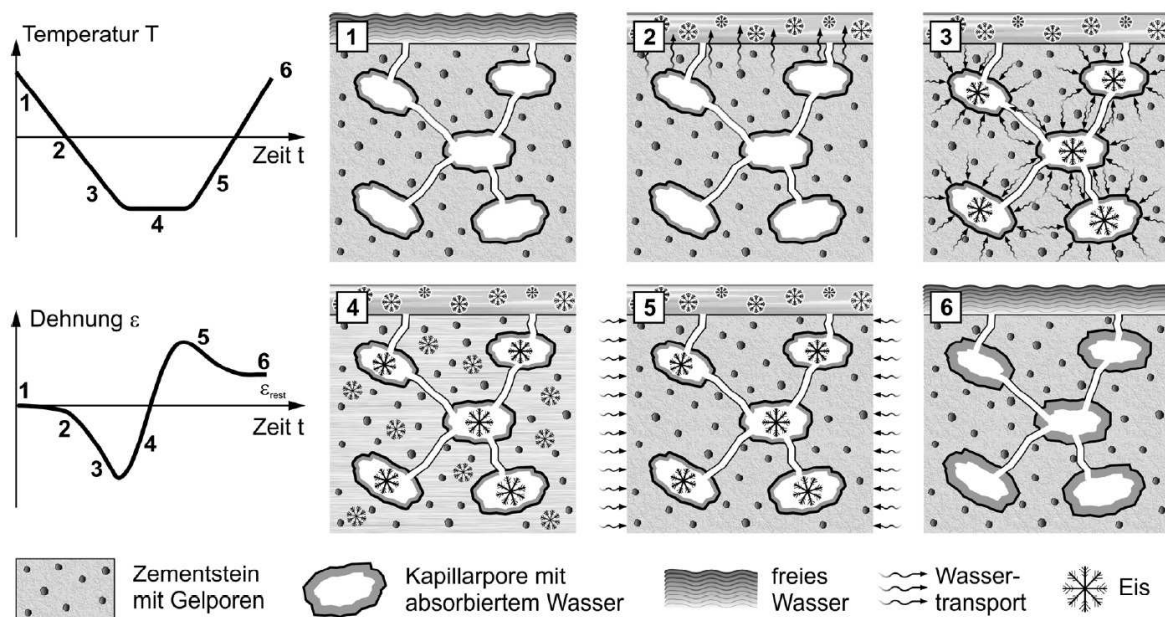 Temperatur T
1
2
3
4
5
6
Zeit t
1
2
3
Dehnung ε
1
2
3
4
5
6
εrest
Zeit t
4
5
6
Zementstein
mit Gelporen
Kapillarpore mit
absorbiertem Wasser
freies
Wasser
Wasser-
transport
Eis